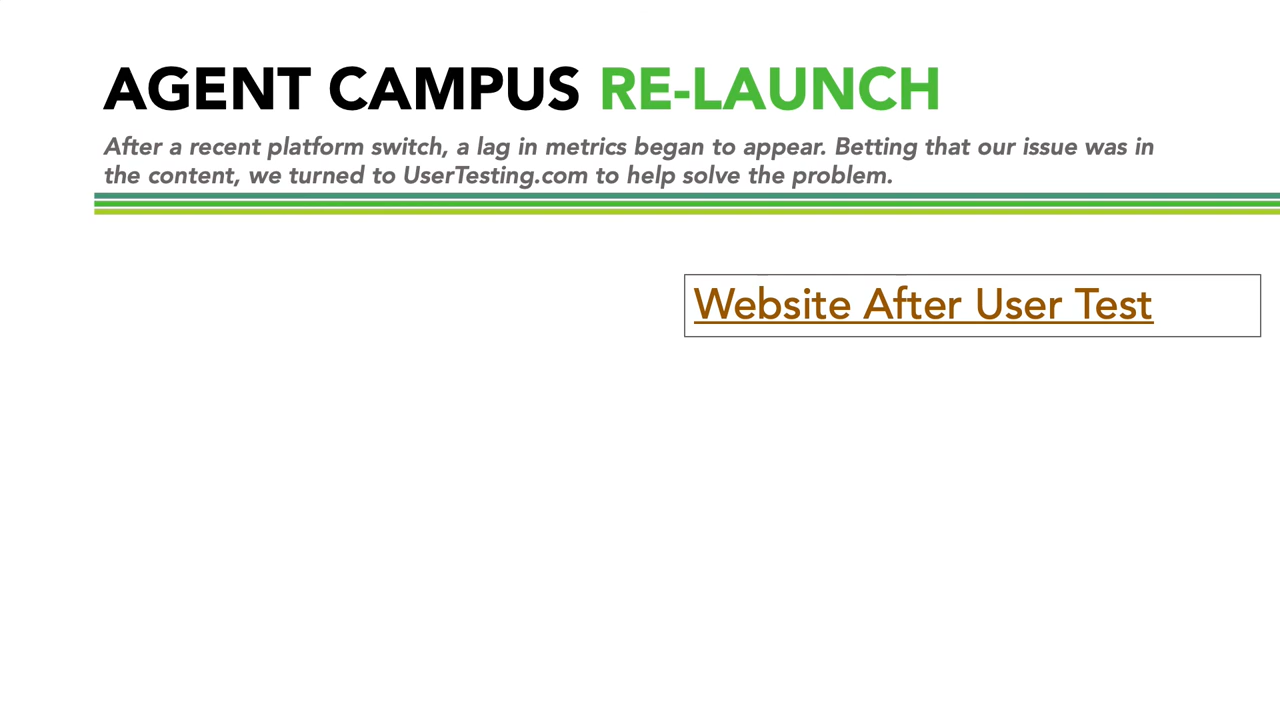 AGENT CAMPUS RE-LAUNCH
After a recent platform switch, a lag in metrics began to appear. Betting that our issue was in
the content, we turned to UserTesting.com to help solve the problem.
Website After User Test